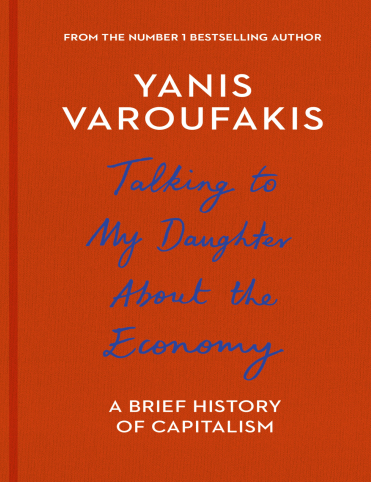 FROM THE NUMBER 1 BESTSELLING AUTHOR
YANIS
VAROUFAKIS
Talking to
My Daughter
About the
Economy
A BRIEF HISTORY
OF CAPITALISM